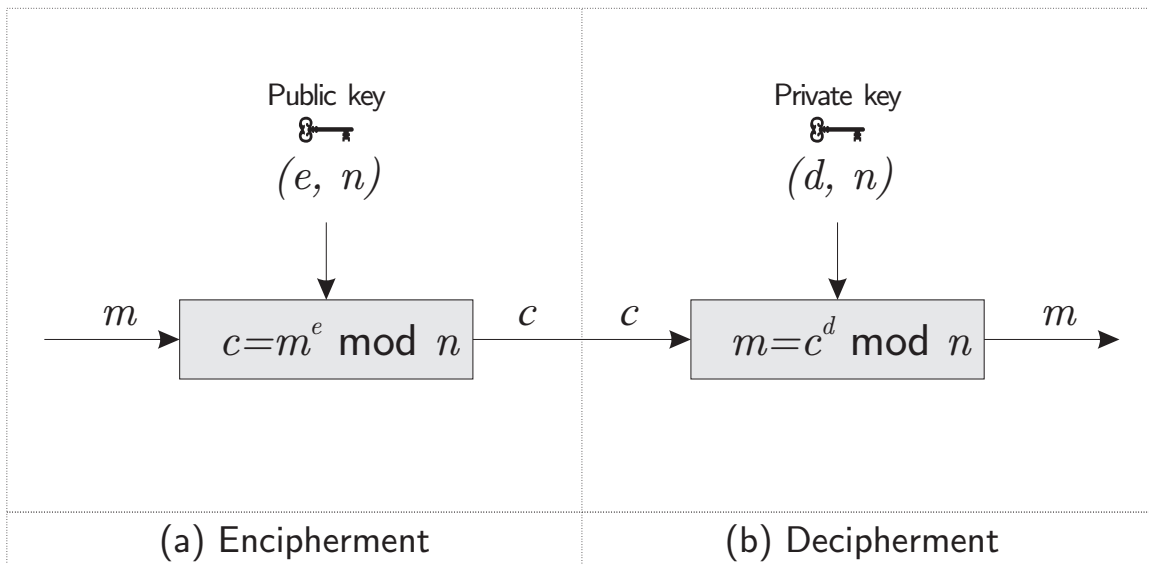 Public key
(e, n)
m
c=m^e mod n
c
(a) Encipherment
Private key
(d, n)
c
m=c^d mod n
m
(b) Decipherment